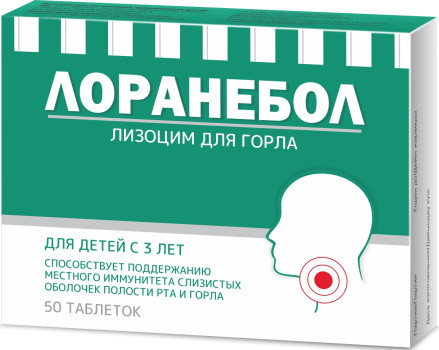 ЛОРАНЕБОЛ
ЛИЗОЦИМ ДЛЯ ГОРЛА
ДЛЯ ДЕТЕЙ С 3 ЛЕТ
СПОСОБСТВУЕТ ПОДДЕРЖАНИЮ
МЕСТНОГО ИММУНИТЕТА СЛИЗИСТЫХ
ОБОЛОЧЕК ПОЛОСТИ РТА И ГОРЛА
50 ТАБЛЕТОК